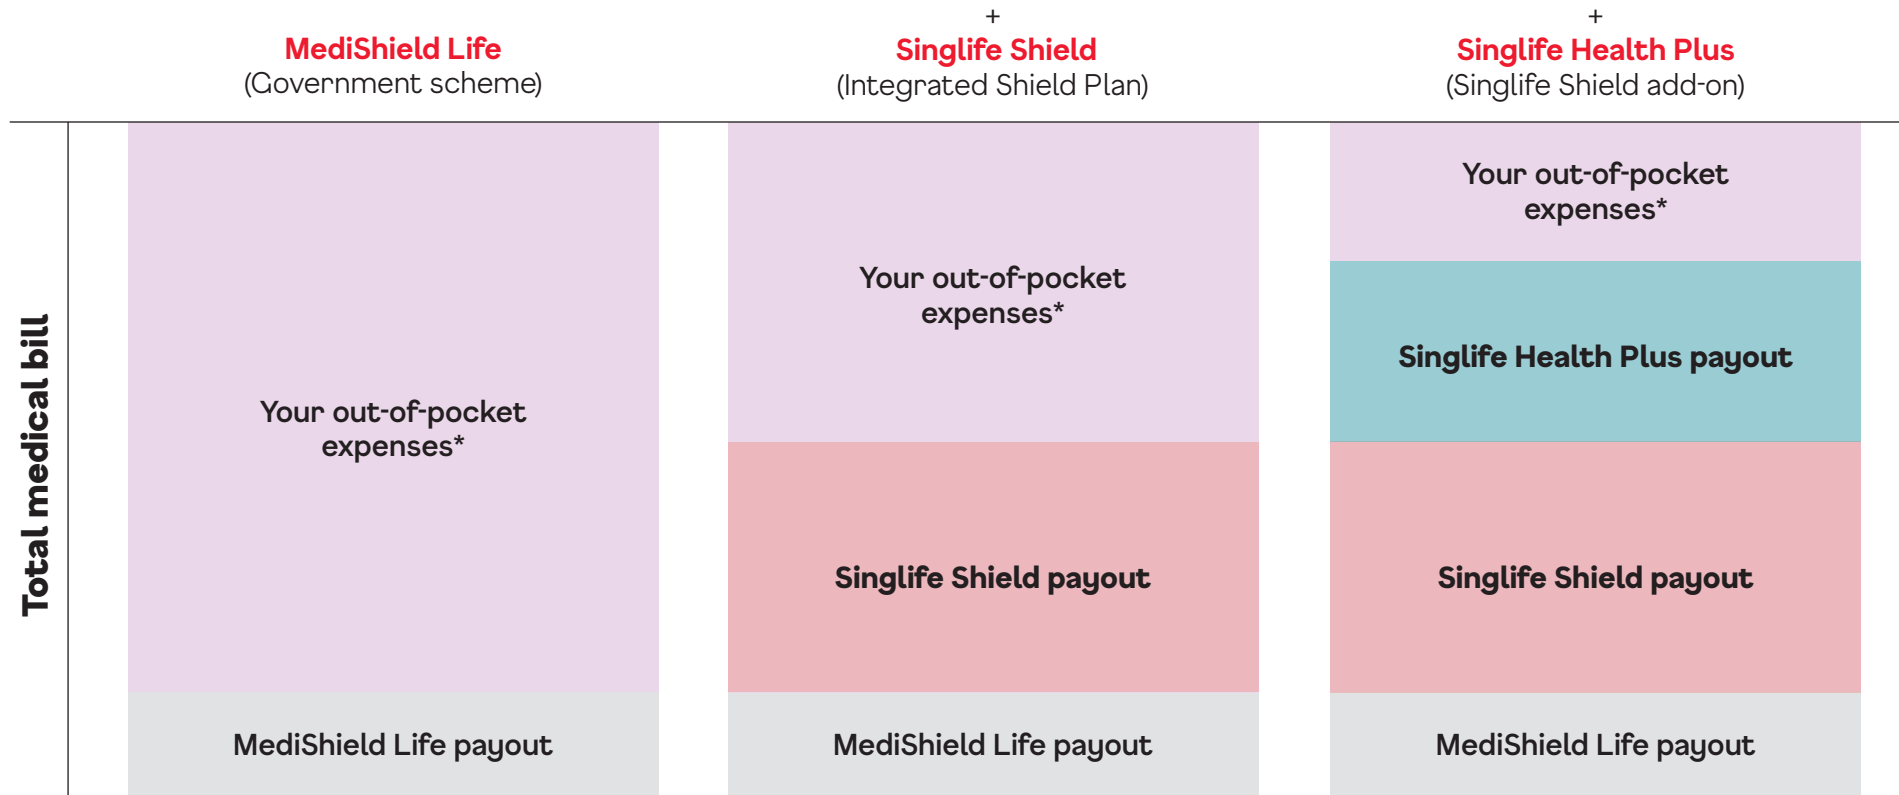 MediShield Life
(Government scheme)
+
Singlife Shield
(Integrated Shield Plan)
+
Singlife Health Plus
(Singlife Shield add-on)
Total medical bill
Your out-of-pocket
expenses*
MediShield Life payout
Your out-of-pocket
expenses*
Singlife Shield payout
MediShield Life payout
Your out-of-pocket
expenses*
Singlife Health Plus payout
Singlife Shield payout
MediShield Life payout